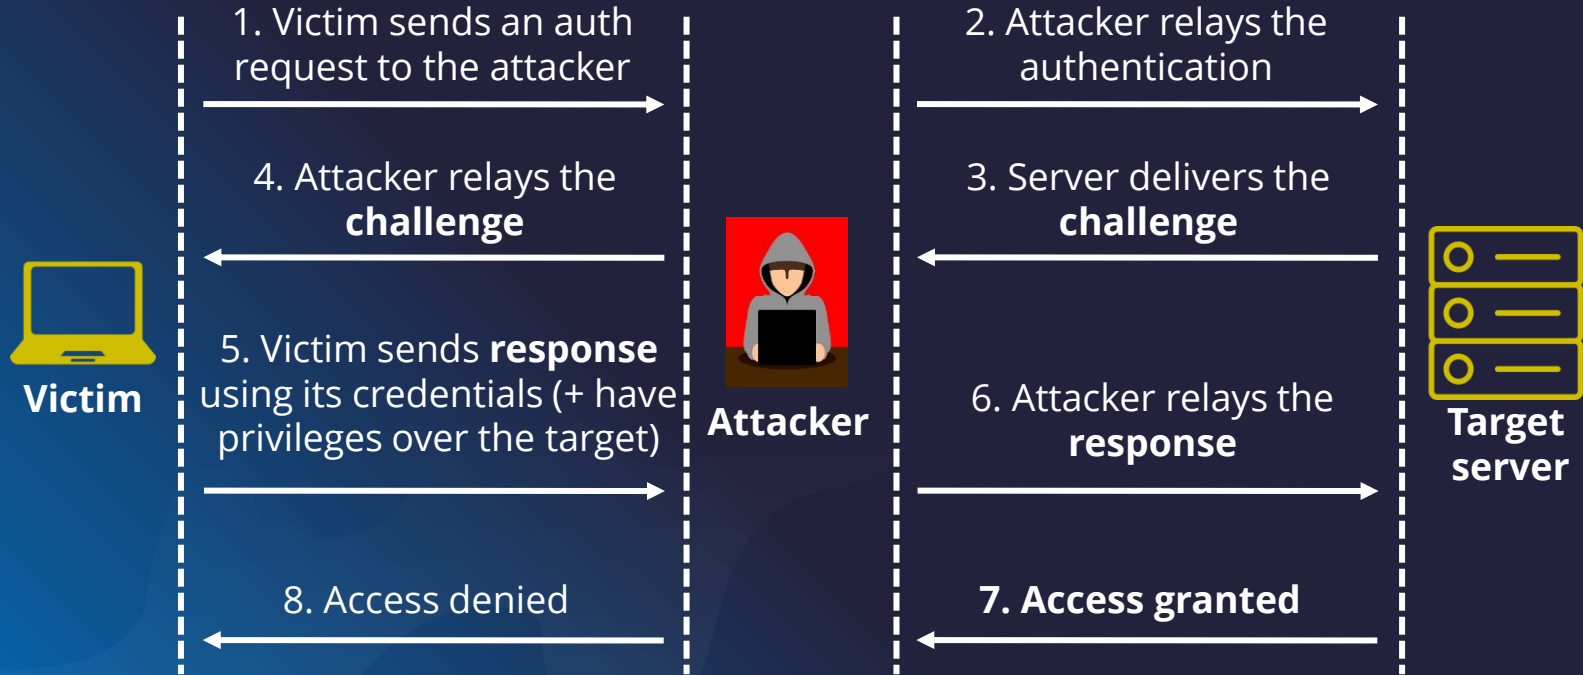 1. Victim sends an auth
request to the attacker
2. Attacker relays the
authentication
4. Attacker relays the
challenge
3. Server delivers the
challenge
5. Victim sends response
using its credentials (+ have
privileges over the target)
6. Attacker relays the
response
Victim
Attacker
Target
server
8. Access denied
7. Access granted